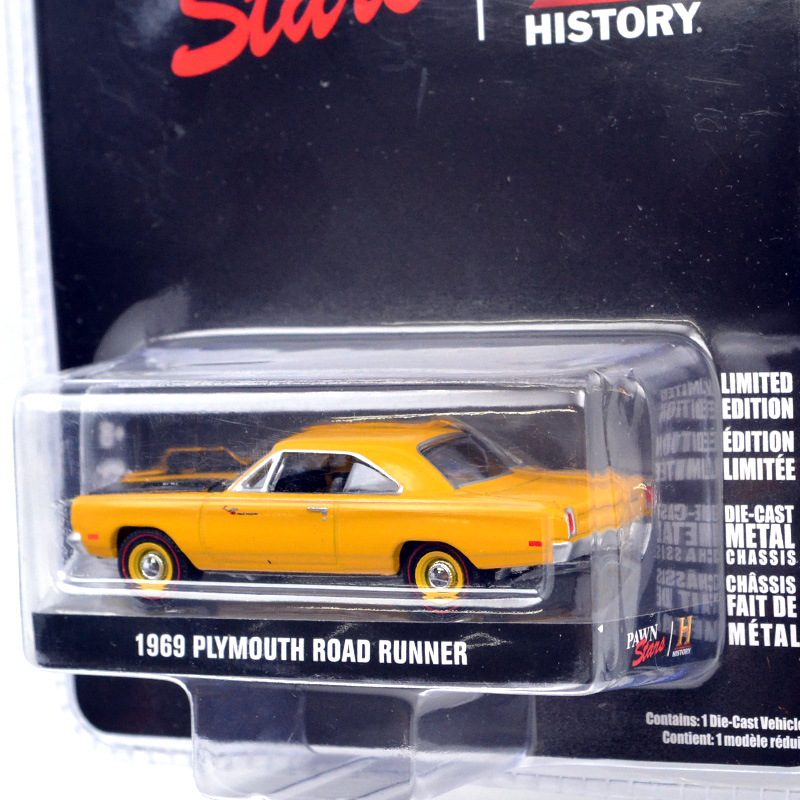 Stars
HISTORY®
LIMITED
EDITION
ÉDITION
LIMITÉE
DIE-CAST
METAL
CHASSIS
CHÂSSIS
FAIT DE
MÉTAL
1969 PLYMOUTH ROAD RUNNER
PAWN
Stars
H
HISTORY
Contains: 1 Die-Cast Vehicle
Contient: 1 modèle rédui